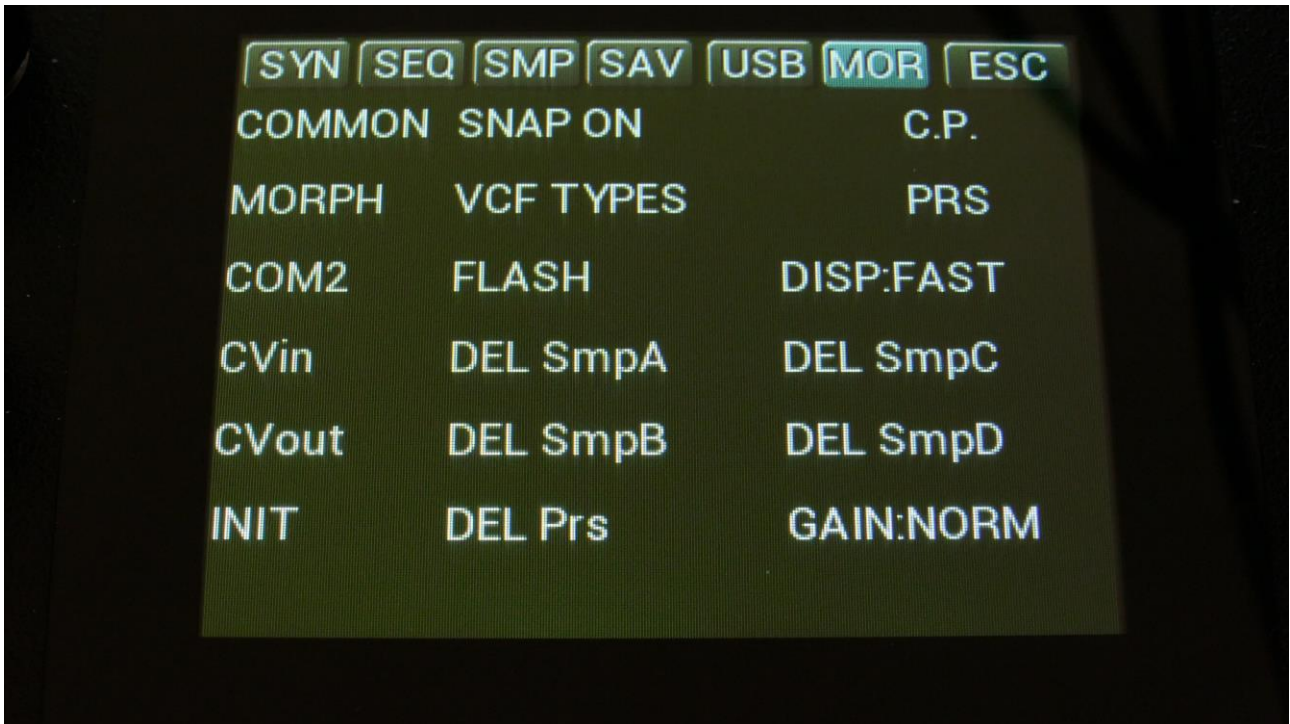 SYN SEQ SMP SAV USB MOR ESC
COMMON SNAP ON C.P.
MORPH VCF TYPES PRS
COM2 FLASH DISP:FAST
CVin DEL SmpA DEL SmpC
CVout DEL SmpB DEL SmpD
INIT DEL Prs GAIN:NORM